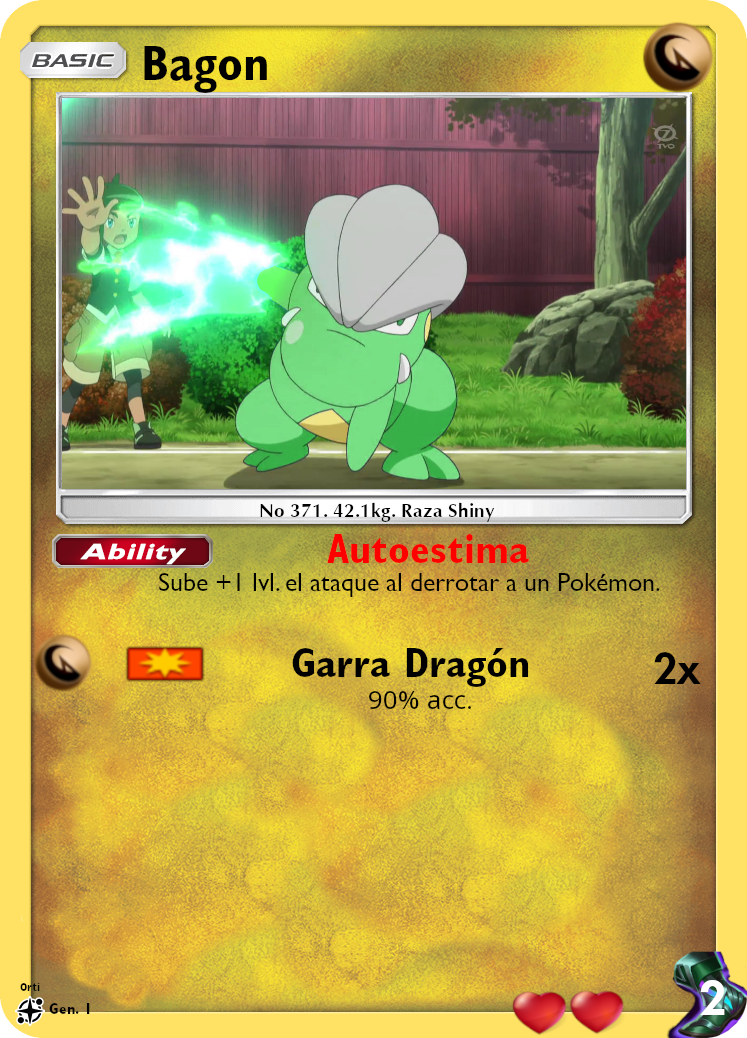 BASIC Bagon
TVO
No 371. 42.1kg. Raza Shiny
Ability Autoestima
Sube +1 lvl. el ataque al derrotar a un Pokémon.
Garra Dragón 2x
90% acc.
Orti
Gen. 1
2